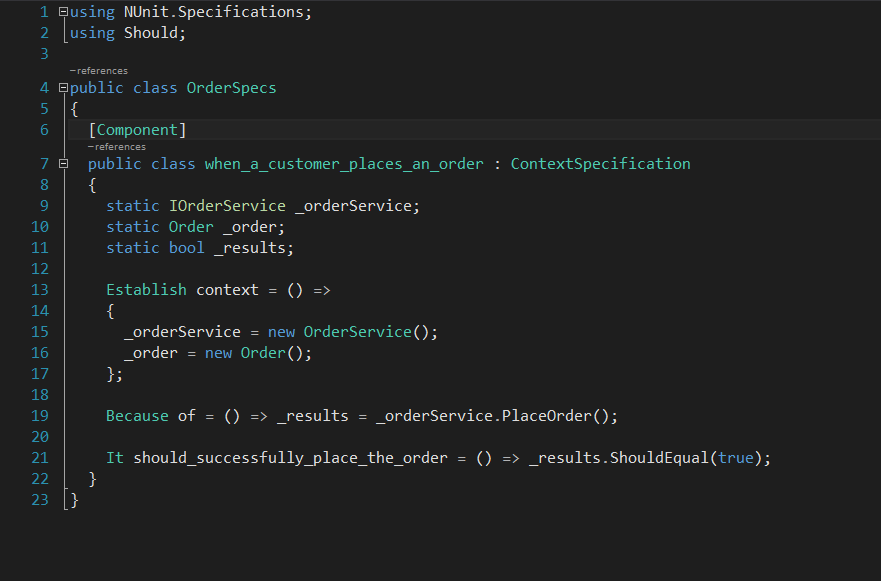 1 using NUnit.Specifications;
2 using Should;
3
–references
4 public class OrderSpecs
5 {
6   [Component]
–references
7   public class when_a_customer_places_an_order : ContextSpecification
8   {
9     static IOrderService _orderService;
10     static Order _order;
11     static bool _results;
12
13     Establish context = () =>
14     {
15       _orderService = new OrderService();
16       _order = new Order();
17     };
18
19     Because of = () => _results = _orderService.PlaceOrder();
20
21     It should_successfully_place_the_order = () => _results.ShouldEqual(true);
22   }
23 }